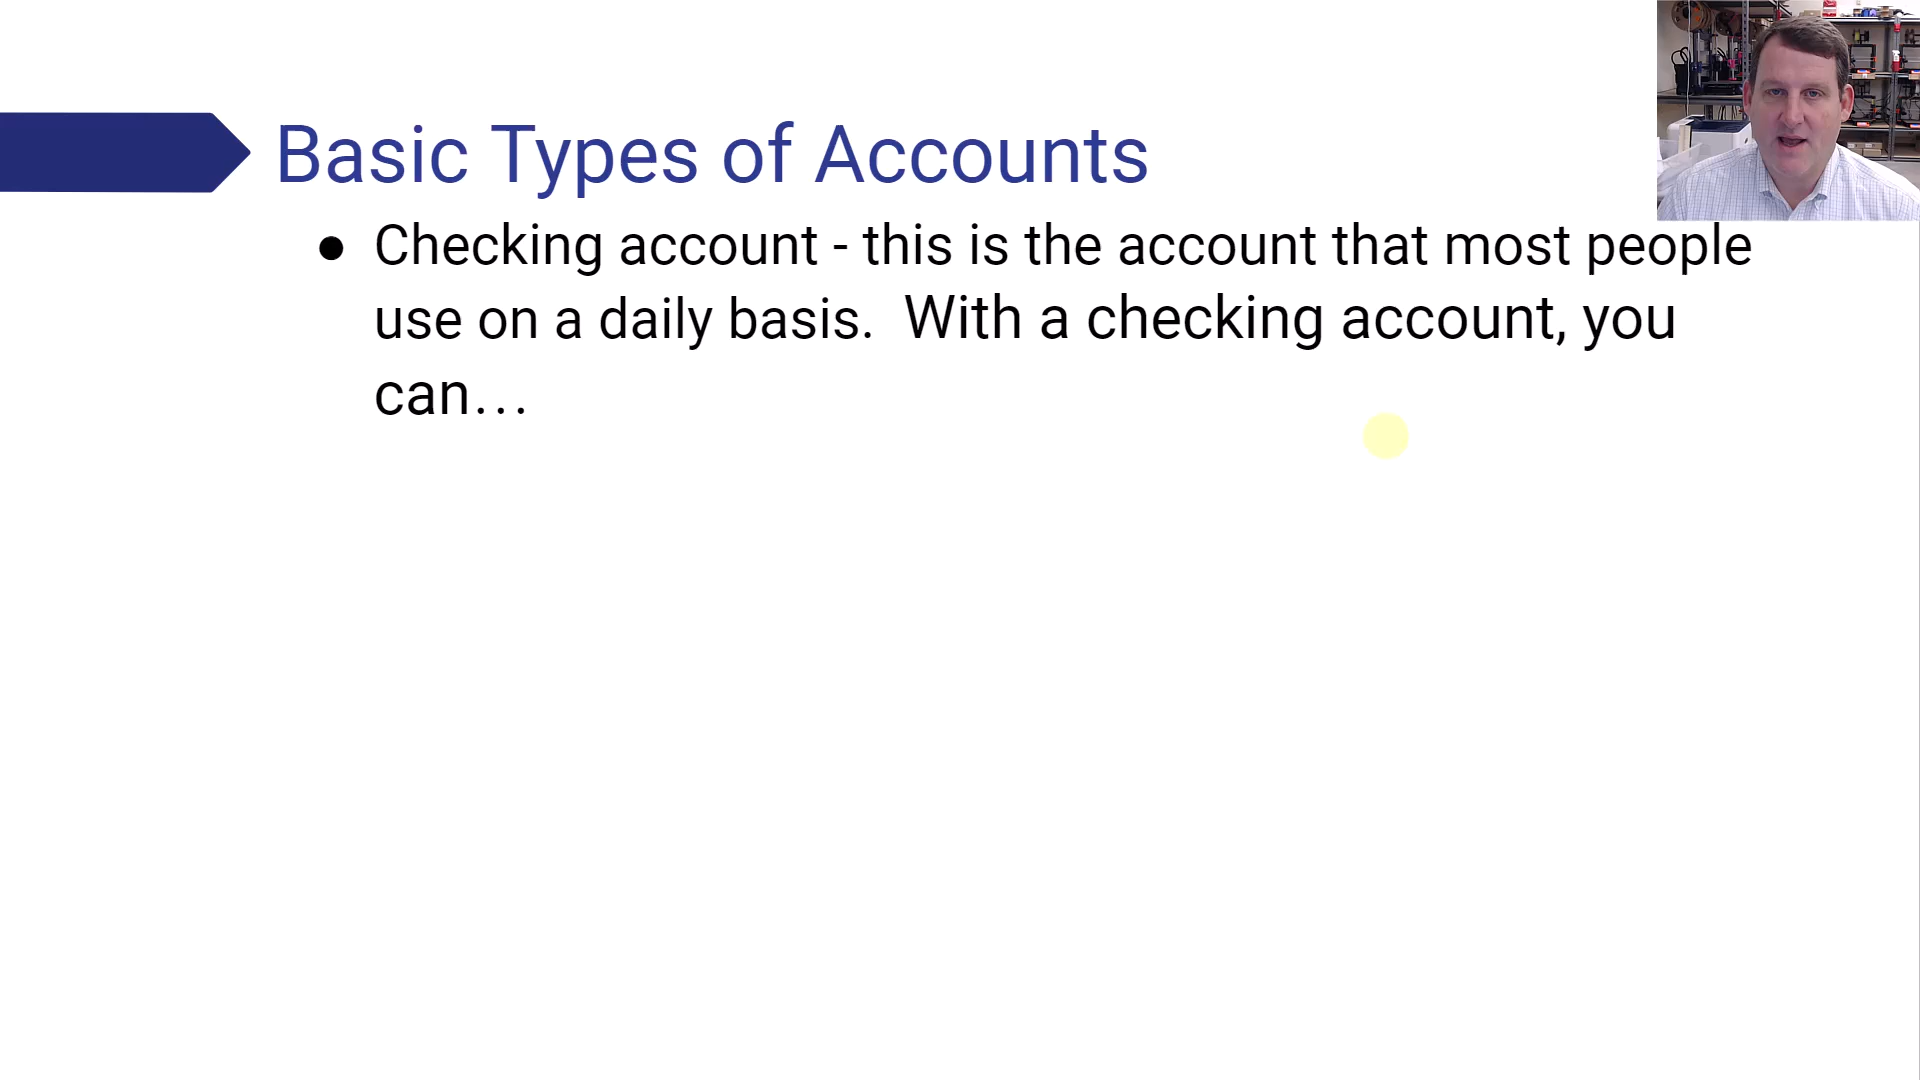 Basic Types of Accounts
● Checking account - this is the account that most people
use on a daily basis.  With a checking account, you
can…